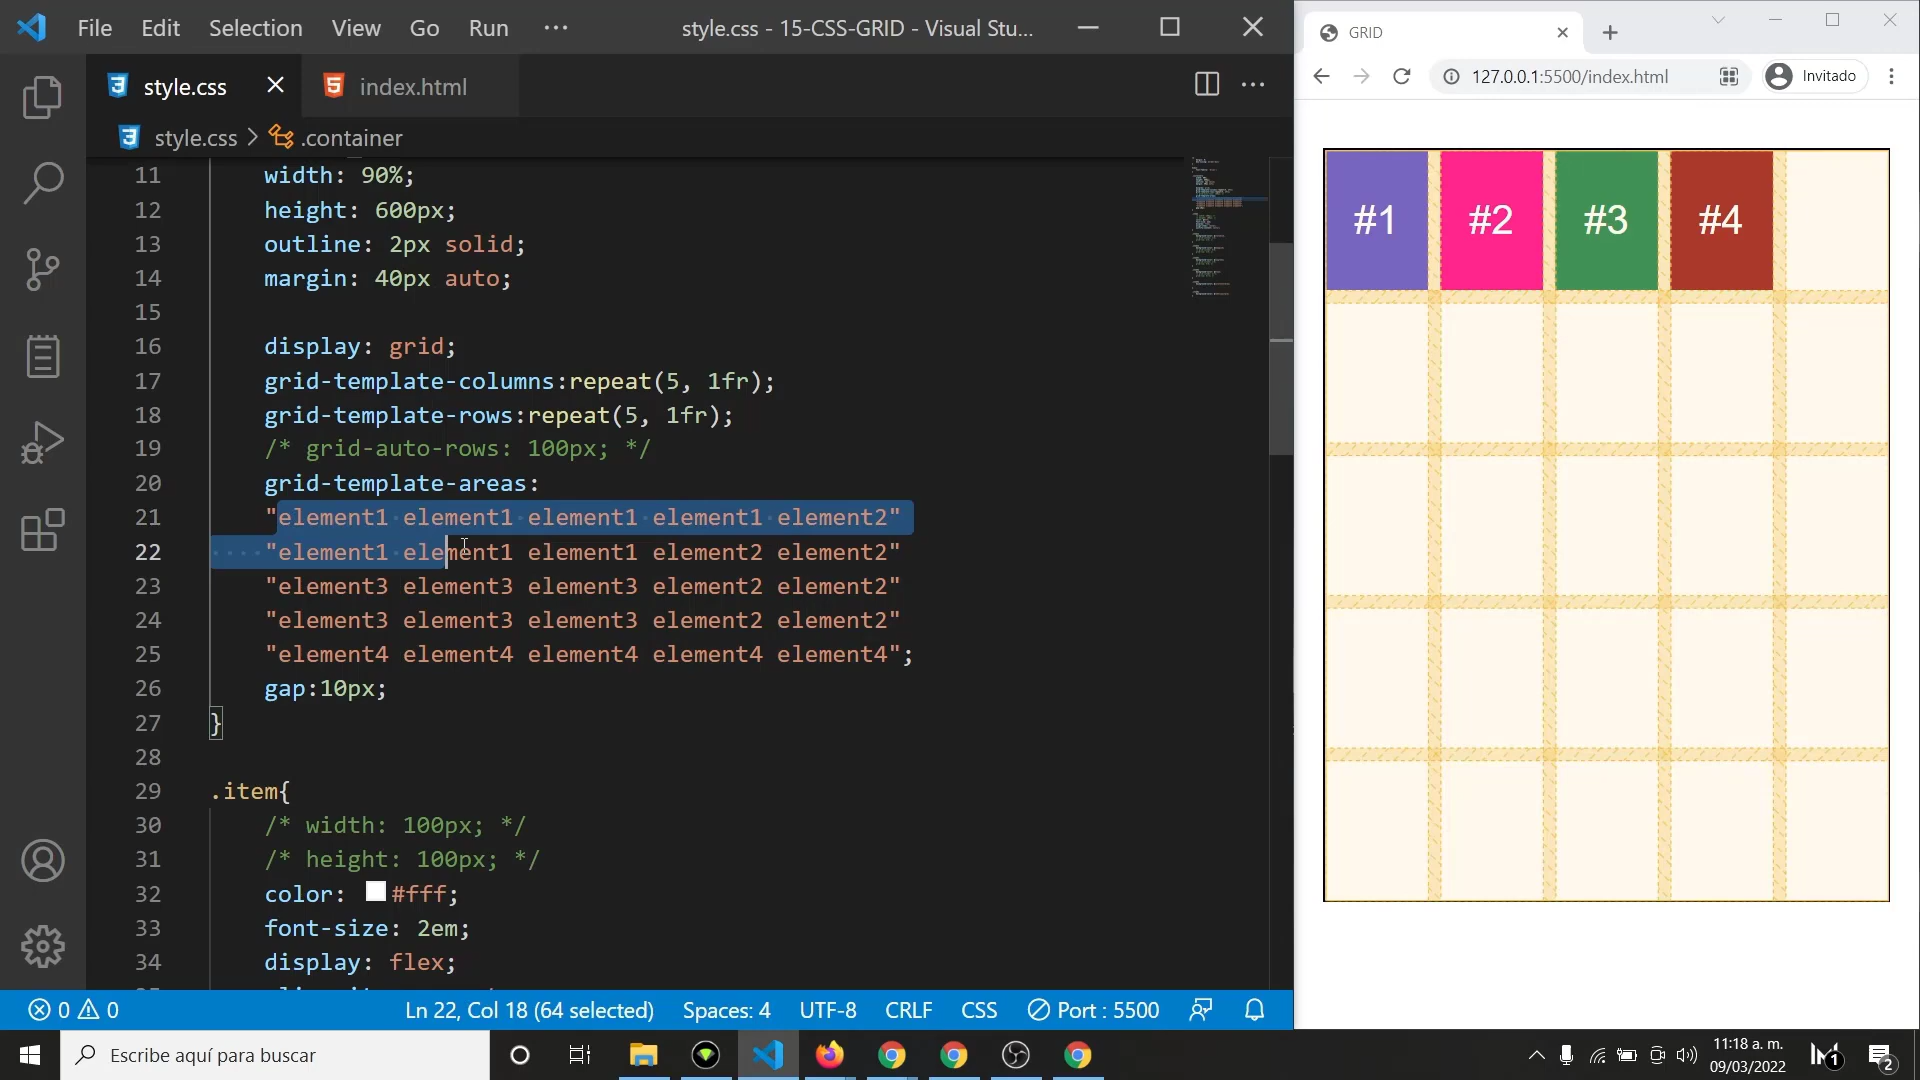 File Edit Selection View Go Run ··· style.css - 15-CSS-GRID - Visual Stu...
style.css index.html
style.css > .container
11 width: 90%;
12 height: 600px;
13 outline: 2px solid;
14 margin: 40px auto;
15
16 display: grid;
17 grid-template-columns:repeat(5, 1fr);
18 grid-template-rows:repeat(5, 1fr);
19 /* grid-auto-rows: 100px; */
20 grid-template-areas:
21 "element1 element1 element1 element1 element2"
22 "element1 element1 element1 element2 element2"
23 "element3 element3 element3 element2 element2"
24 "element3 element3 element3 element2 element2"
25 "element4 element4 element4 element4 element4";
26 gap:10px;
27 }
28
29 .item{
30 /* width: 100px; */
31 /* height: 100px; */
32 color: #fff;
33 font-size: 2em;
34 display: flex;
0 0 Ln 22, Col 18 (64 selected) Spaces: 4 UTF-8 CRLF CSS Port : 5500
GRID
127.0.0.1:5500/index.html Invitado
#1 #2 #3 #4
Escribe aquí para buscar
11:18 a. m.
09/03/2022
1
2